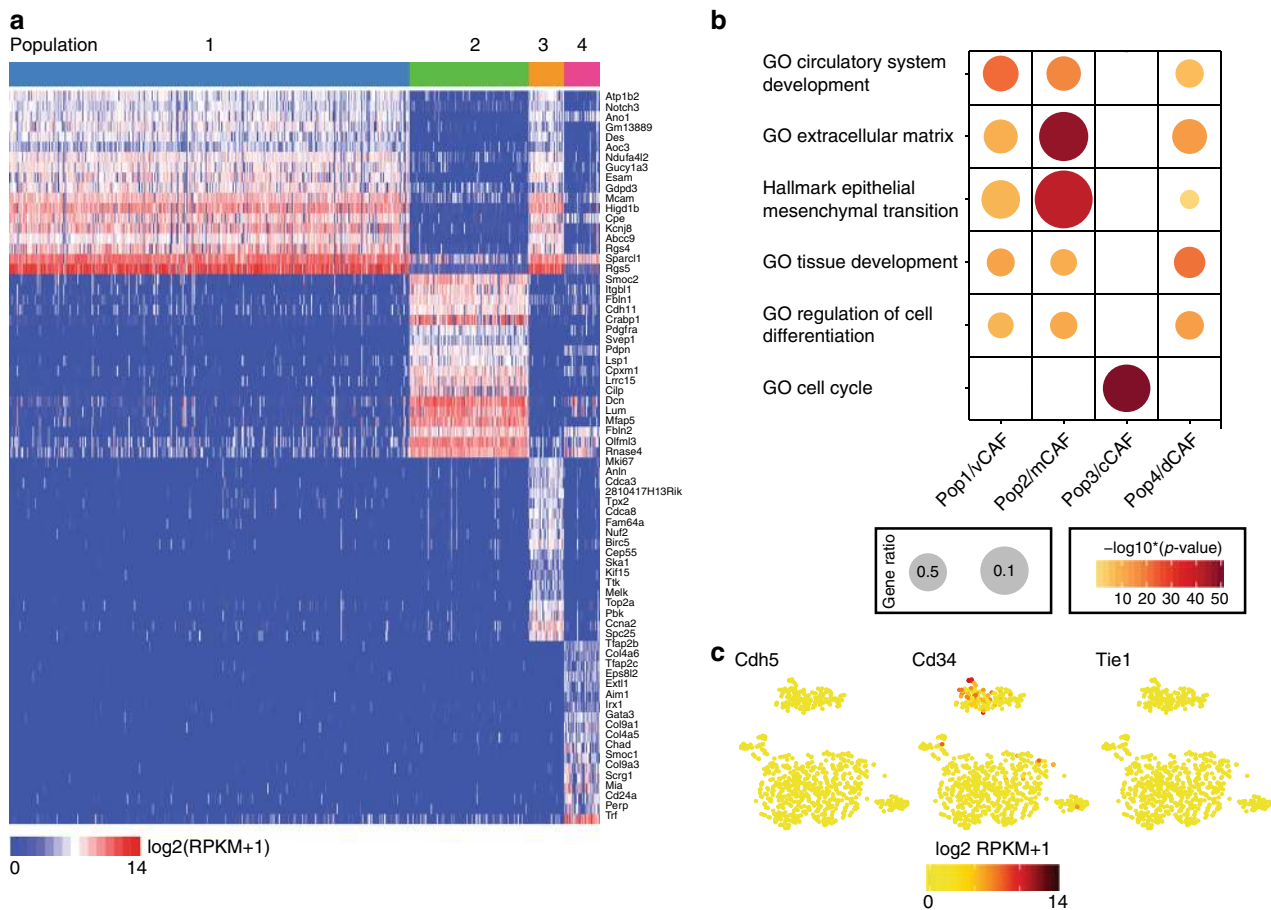 a
Population 1 2 3 4
Atp1b2
Notch3
Ano1
Gm13889
Des
Aoc3
Ndufa4l2
Gucy1a3
Esam
Gdpd3
Mcam
Higd1b
Cpe
Kcnj8
Abcc9
Rgs4
Sparcl1
Rgs5
Smoc2
Itgbl1
Fbln1
Cdh11
Crabp1
Pdgfra
Svep1
Pdpn
Lsp1
Cpxm1
Lrrc15
Cilp
Dcn
Lum
Mfap5
Fbln2
Olfml3
Rnase4
Mki67
Anln
Cdca3
2810417H13Rik
Tpx2
Cdca8
Fam64a
Nuf2
Birc5
Cep55
Ska1
Kif15
Ttk
Melk
Top2a
Pbk
Ccna2
Spc25
Tfap2b
Col4a6
Tfap2c
Eps8l2
Extl1
Aim1
Irx1
Gata3
Col9a1
Col4a5
Chad
Smoc1
Col9a3
Scrg1
Mia
Cd24a
Perp
Trf
log2(RPKM+1)
0 14
b
GO circulatory system
development
GO extracellular matrix
Hallmark epithelial
mesenchymal transition
GO tissue development
GO regulation of cell
differentiation
GO cell cycle
Pop1/vCAF
Pop2/mCAF
Pop3/cCAF
Pop4/dCAF
Gene ratio
0.5 0.1
−log10*(p-value)
10 20 30 40 50
c
Cdh5 Cd34 Tie1
log2 RPKM+1
0 14